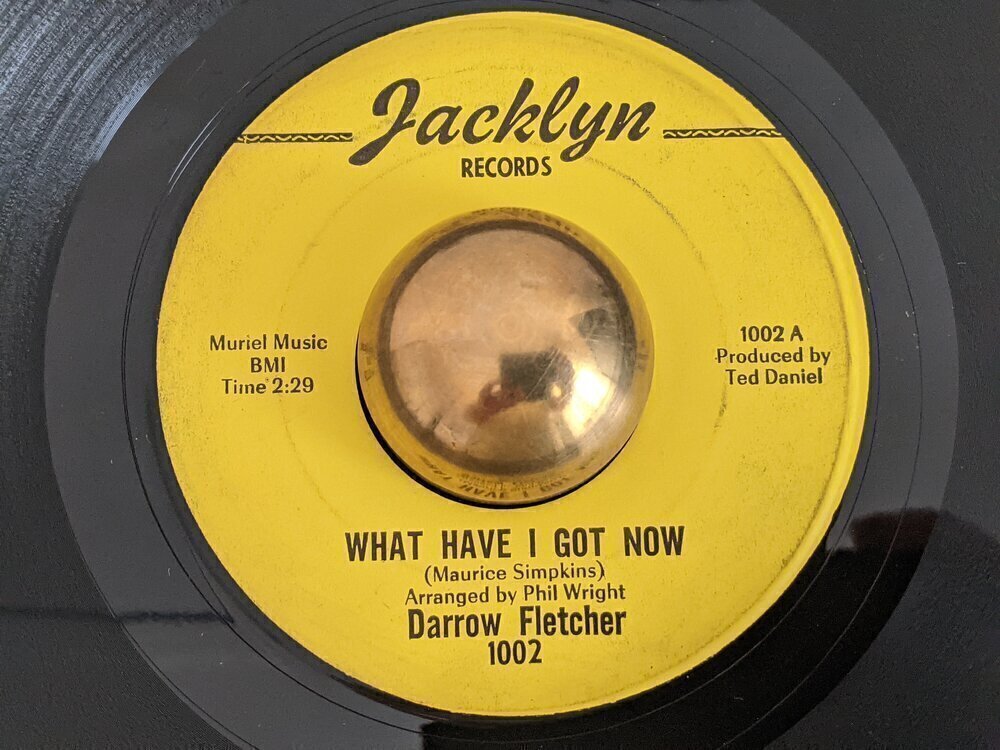 Jacklyn
RECORDS
Muriel Music
BMI
Time 2:29
1002 A
Produced by
Ted Daniel
WHAT HAVE I GOT NOW
(Maurice Simpkins)
Arranged by Phil Wright
Darrow Fletcher
1002